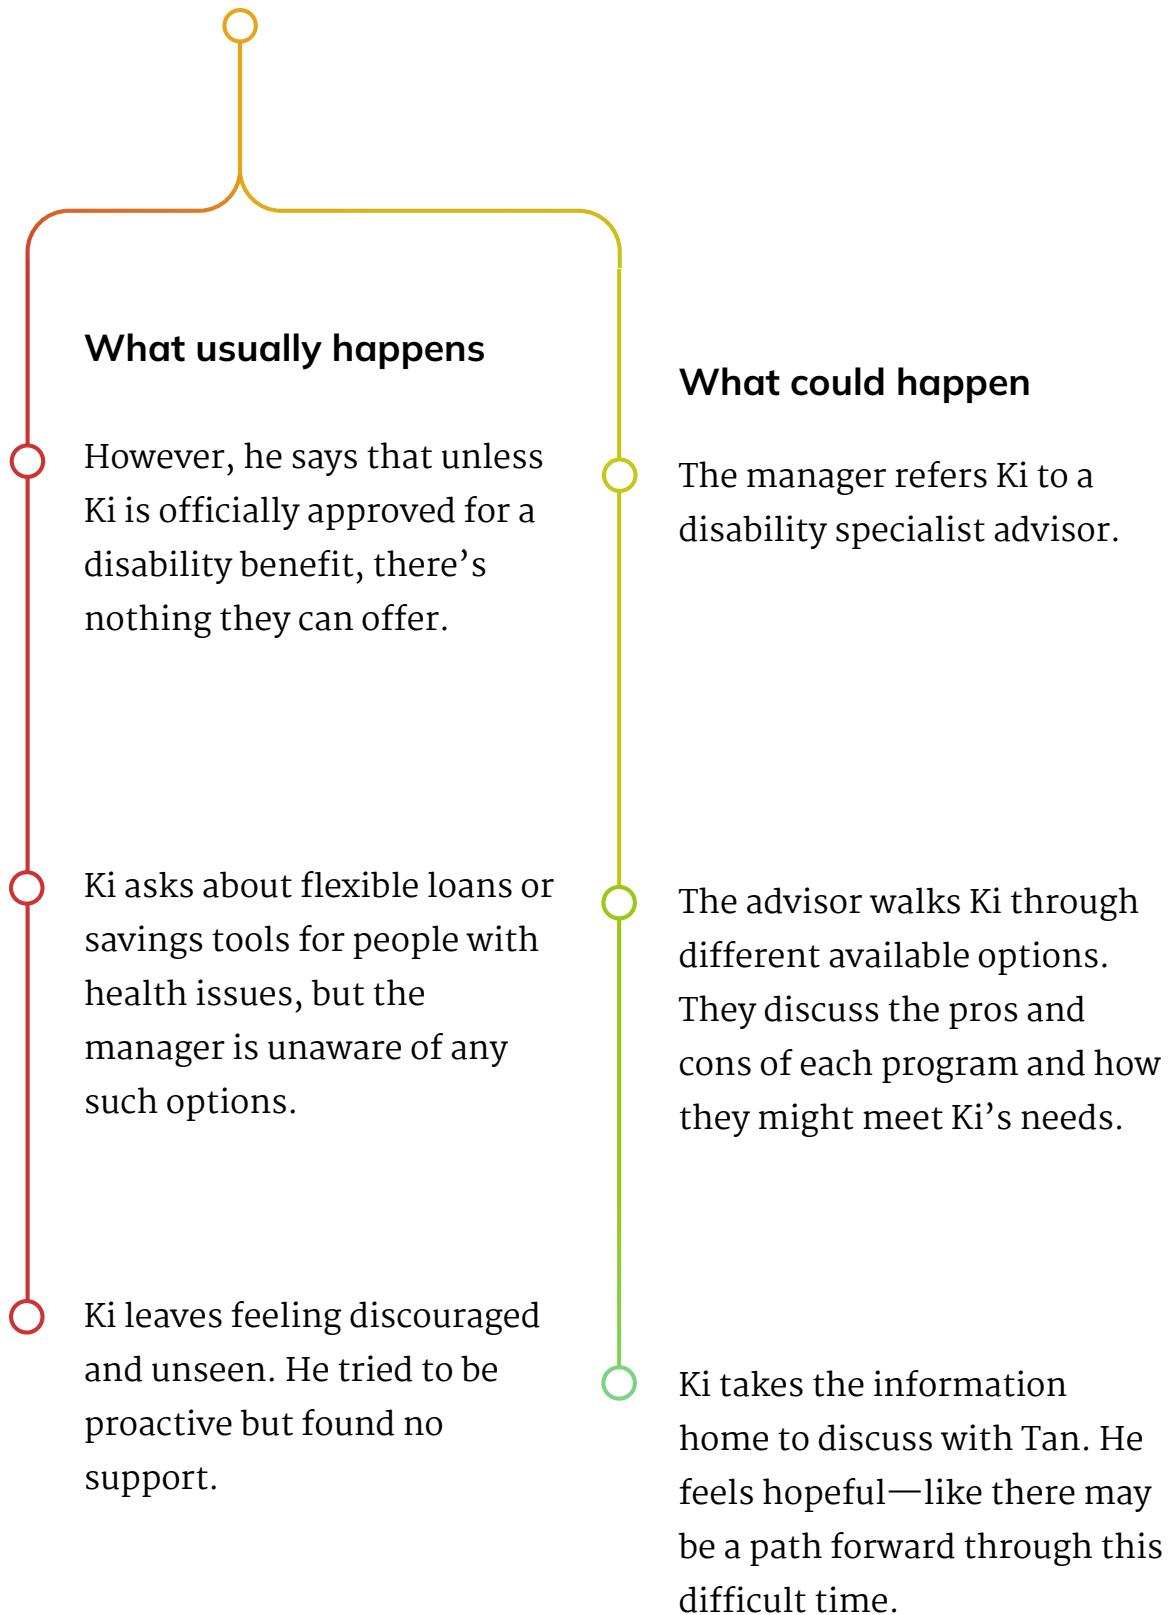 What usually happens
However, he says that unless
Ki is officially approved for a
disability benefit, there’s
nothing they can offer.
Ki asks about flexible loans or
savings tools for people with
health issues, but the
manager is unaware of any
such options.
Ki leaves feeling discouraged
and unseen. He tried to be
proactive but found no
support.
What could happen
The manager refers Ki to a
disability specialist advisor.
The advisor walks Ki through
different available options.
They discuss the pros and
cons of each program and how
they might meet Ki’s needs.
Ki takes the information
home to discuss with Tan. He
feels hopeful—like there may
be a path forward through this
difficult time.